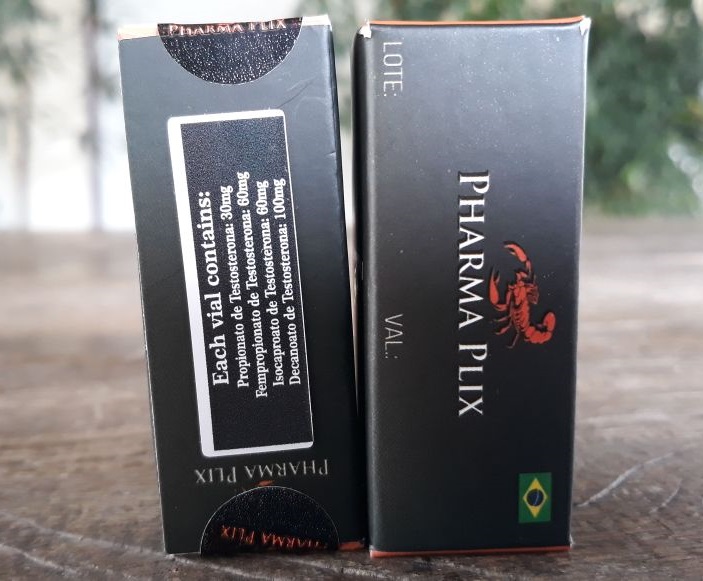 PHARMA PLIX
Each vial contains:
Propionato de Testosterona: 30mg
Fempropionato de Testosterona: 60mg
Isocaproato de Testosterona: 60mg
Decanoato de Testosterona: 100mg
PHARMA PLIX
PHARMA PLIX
LOTE:
VAL.:
PHARMA PLIX